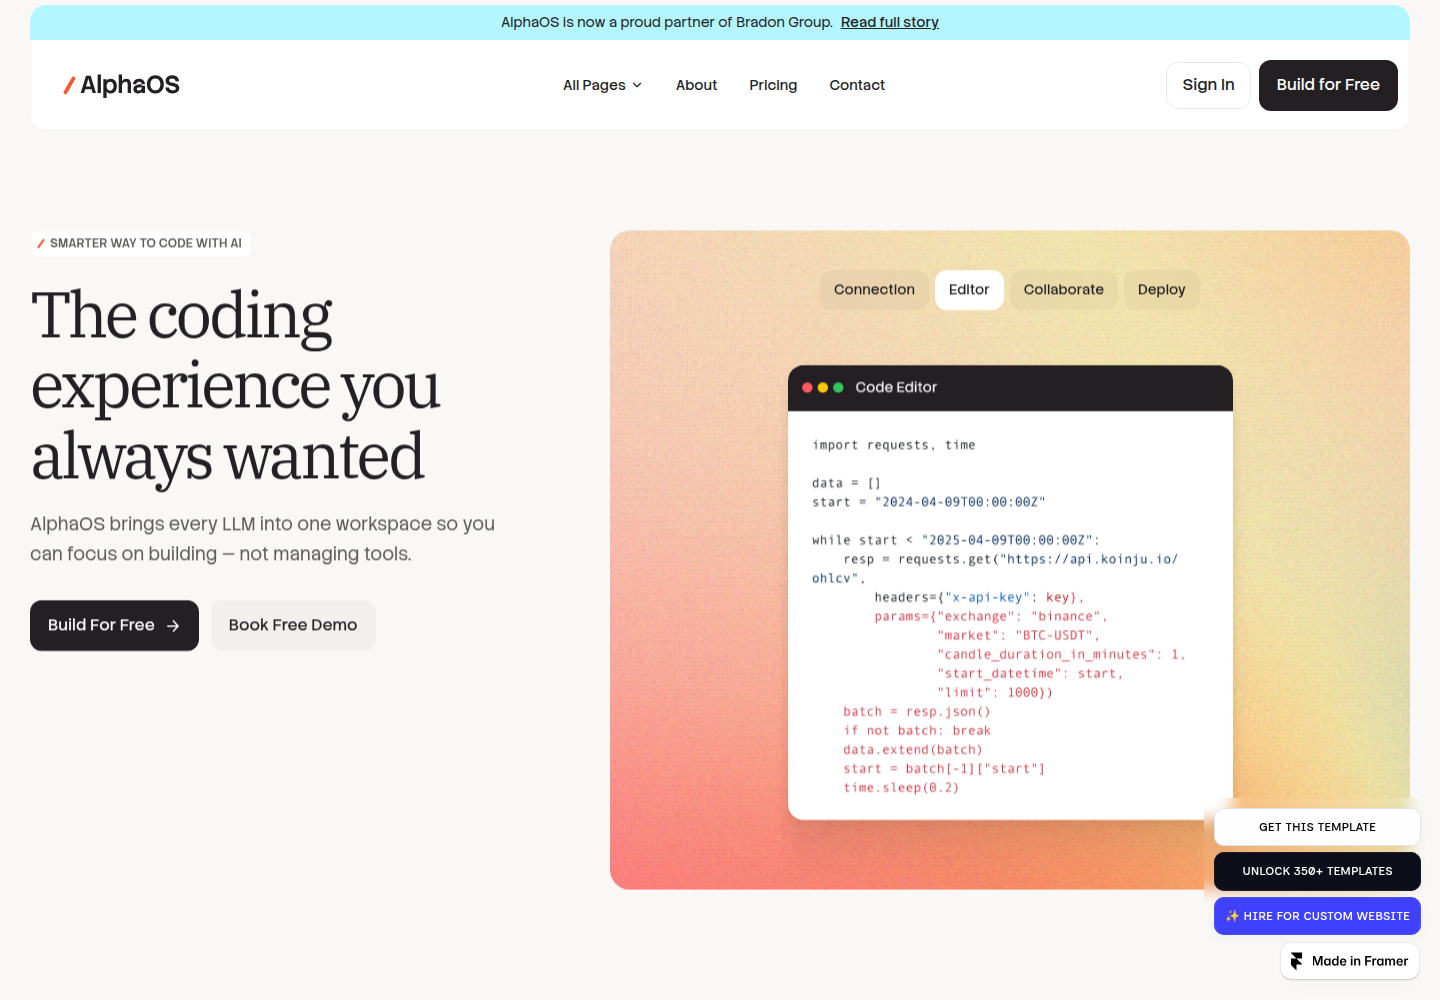 AlphaOS is now a proud partner of Bradon Group. Read full story
AlphaOS
All Pages
About
Pricing
Contact
Sign In
Build for Free
SMARTER WAY TO CODE WITH AI
The coding
experience you
always wanted
AlphaOS brings every LLM into one workspace so you
can focus on building — not managing tools.
Build For Free
Book Free Demo
Connection
Editor
Collaborate
Deploy
Code Editor
import requests, time
data = []
start = "2024-04-09T00:00:00Z"
while start < "2025-04-09T00:00:00Z":
    resp = requests.get("https://api.koinju.io/
ohlcv",
        headers={"x-api-key": key},
        params={"exchange": "binance",
                "market": "BTC-USDT",
                "candle_duration_in_minutes": 1,
                "start_datetime": start,
                "limit": 1000})
    batch = resp.json()
    if not batch: break
    data.extend(batch)
    start = batch[-1]["start"]
    time.sleep(0.2)
GET THIS TEMPLATE
UNLOCK 350+ TEMPLATES
✨ HIRE FOR CUSTOM WEBSITE
Made in Framer